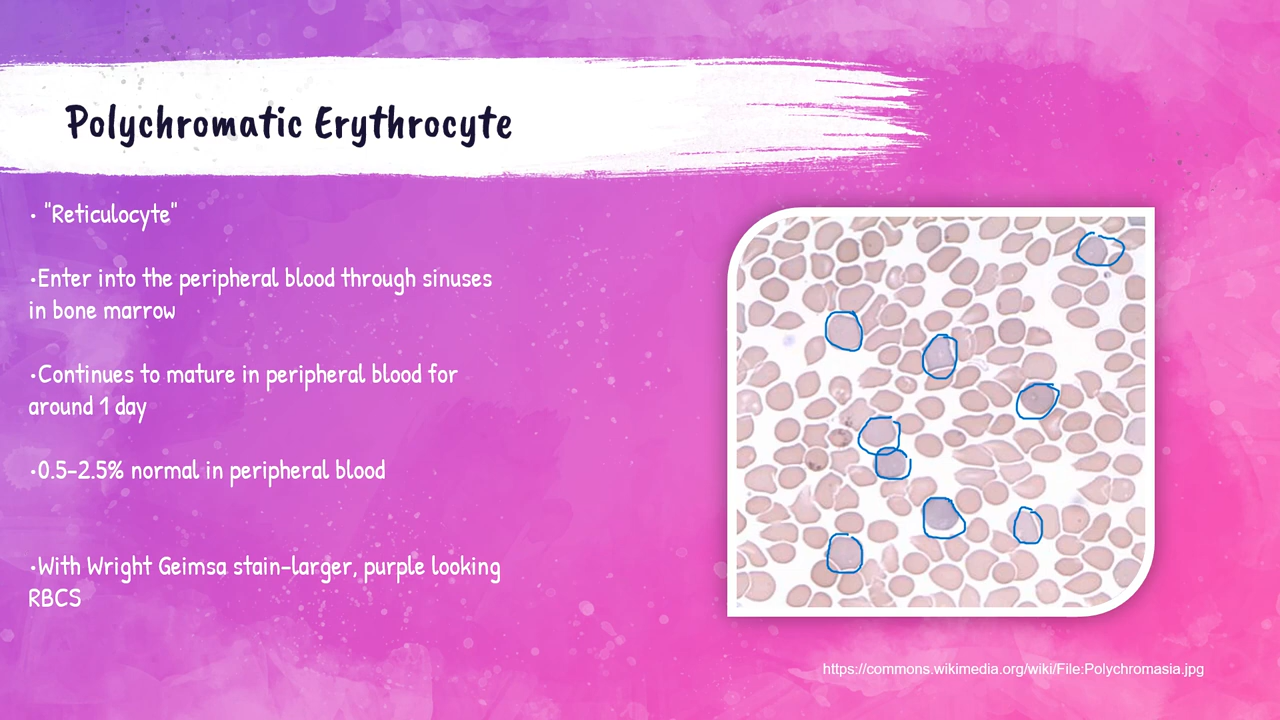 Polychromatic Erythrocyte
• "Reticulocyte"
•Enter into the peripheral blood through sinuses
in bone marrow
•Continues to mature in peripheral blood for
around 1 day
•0.5-2.5% normal in peripheral blood
•With Wright Geimsa stain-larger, purple looking
RBCS
https://commons.wikimedia.org/wiki/File:Polychromasia.jpg